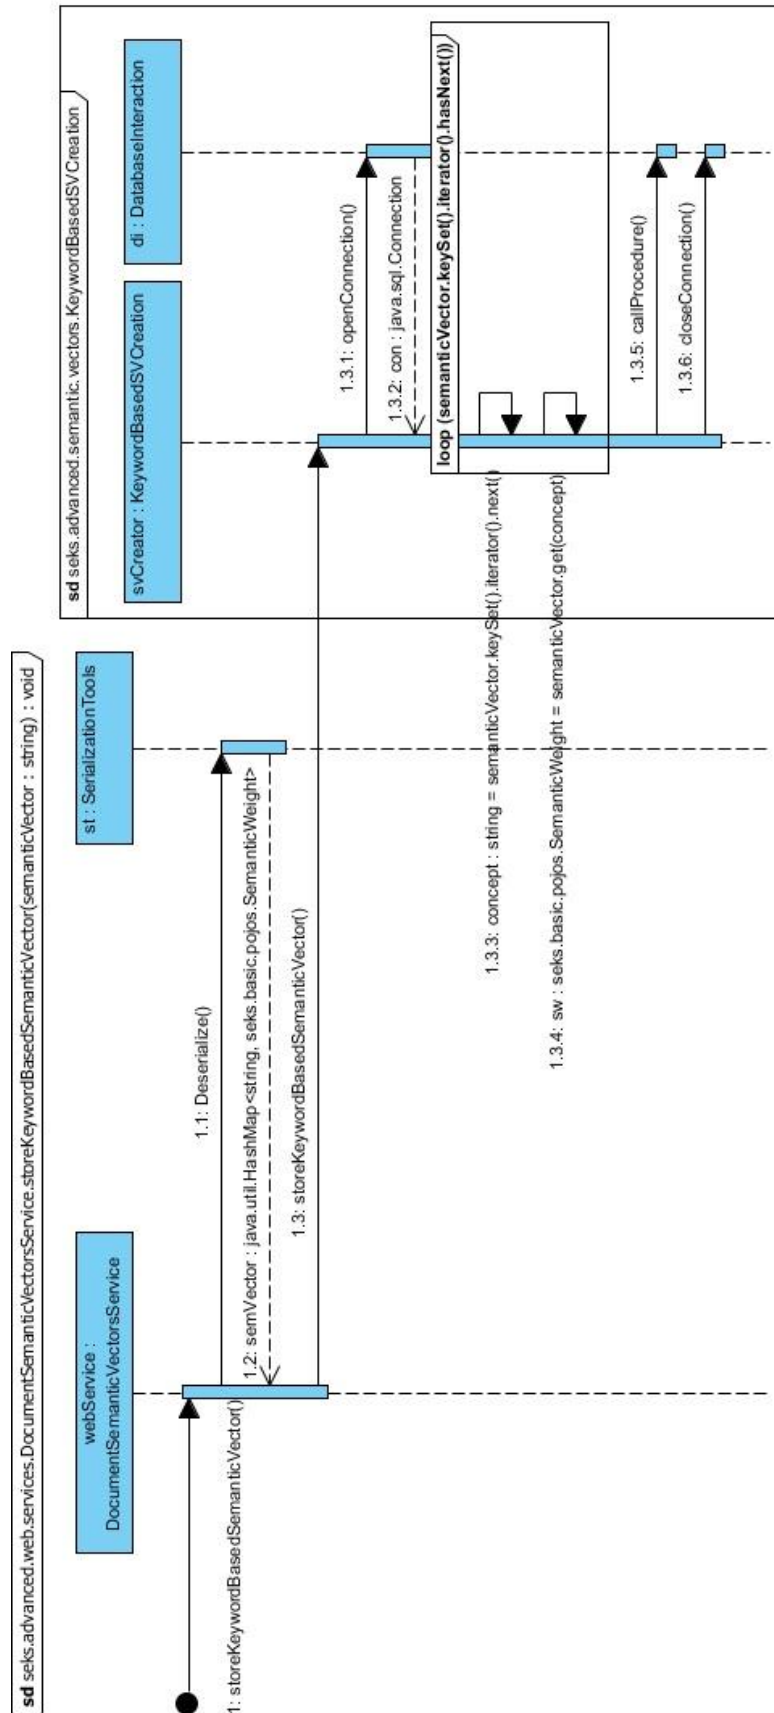 sd seks.advanced.web.services.DocumentSemanticVectorsService.storeKeywordBasedSemanticVector(semanticVector : string) : void
sd seks.advanced.semantic.vectors.KeywordBasedSVCreation
webService :
DocumentSemanticVectorsService
st : SerializationTools
svCreator : KeywordBasedSVCreation
di : DatabaseInteraction
1: storeKeywordBasedSemanticVector()
1.1: Deserialize()
1.2: semVector : java.util.HashMap<string, seks.basic.pojos.SemanticWeight>
1.3: storeKeywordBasedSemanticVector()
1.3.1: openConnection()
1.3.2: con : java.sql.Connection
loop (semanticVector.keySet().iterator().hasNext())
1.3.3: concept : string = semanticVector.keySet().iterator().next()
1.3.4: sw : seks.basic.pojos.SemanticWeight = semanticVector.get(concept)
1.3.5: callProcedure()
1.3.6: closeConnection()